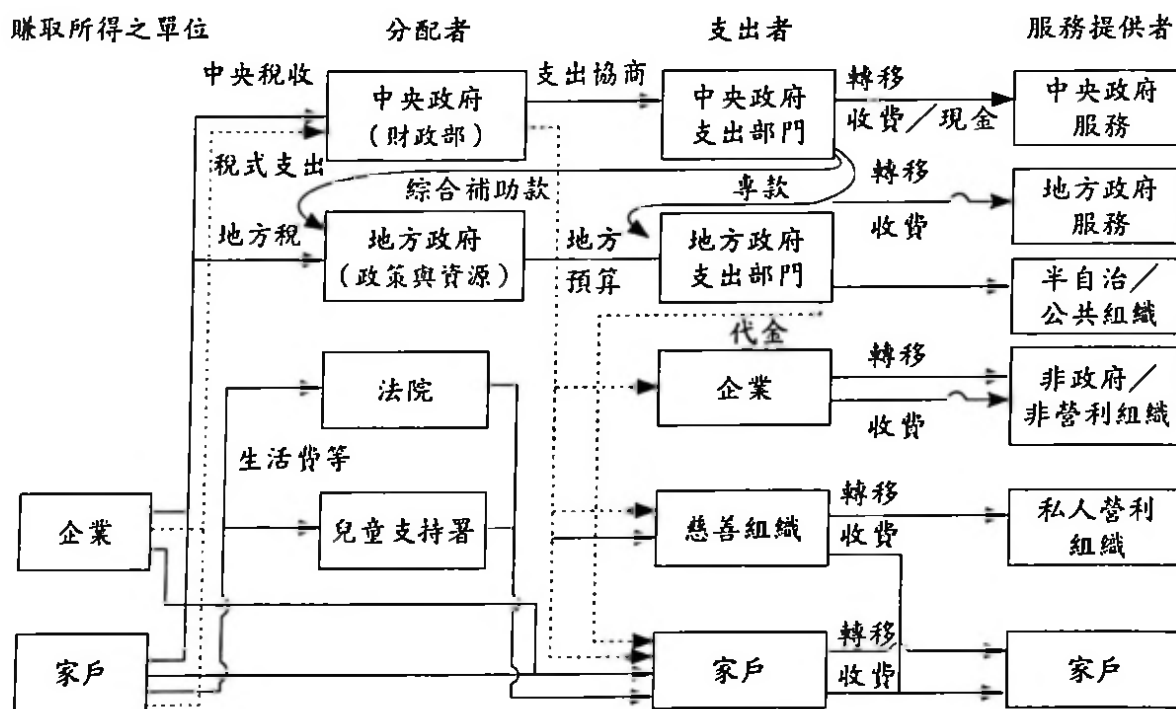 賺取所得之單位 分配者 支出者 服務提供者
中央稅收
中央政府
(財政部)
支出協商
中央政府
支出部門
轉移
收費／現金
中央政府
服務
稅式支出
綜合補助款
專款
轉移
收費
地方政府
服務
地方稅
地方政府
(政策與資源)
地方
預算
地方政府
支出部門
半自治／
公共組織
代金
法院
企業
轉移
收費
非政府／
非營利組織
生活費等
企業
兒童支持署
慈善組織
轉移
收費
私人營利
組織
家戶
家戶
轉移
收費
家戶